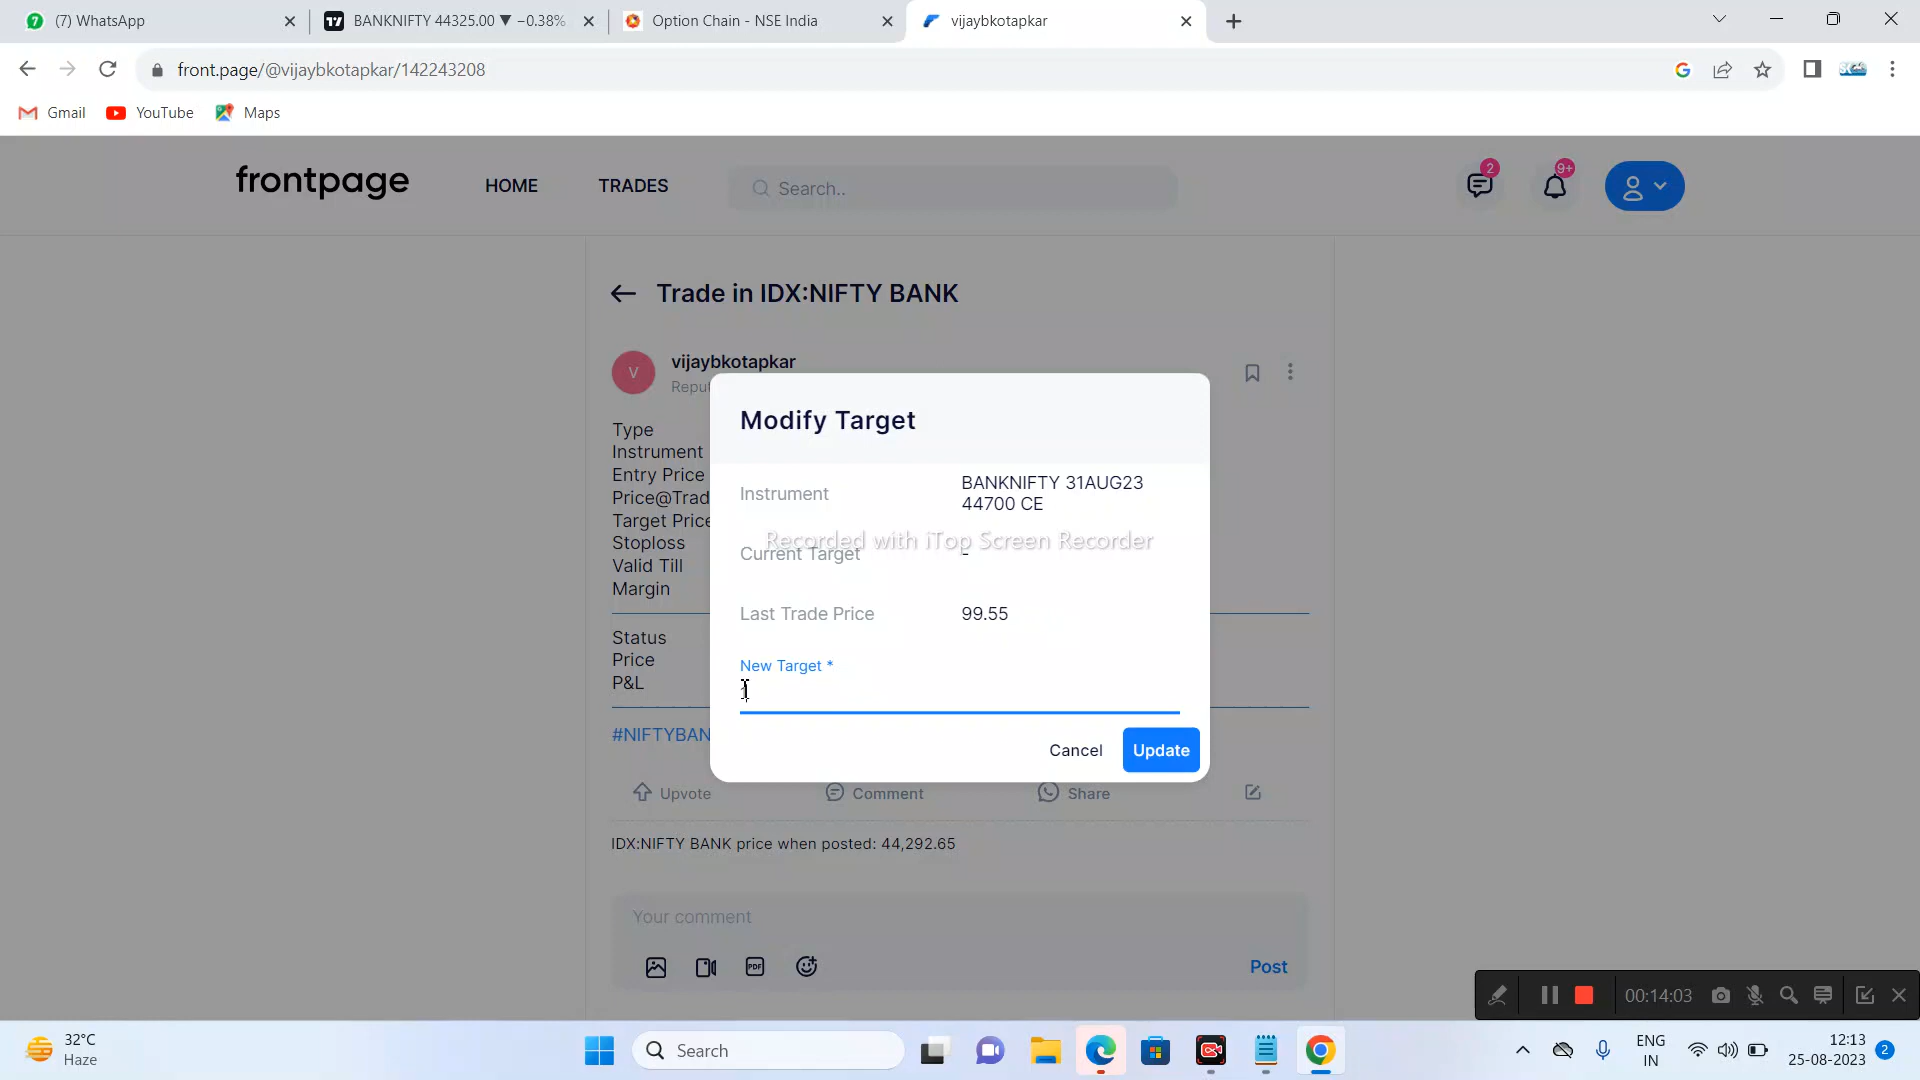 (7) WhatsApp
BANKNIFTY 44325.00 ▼ −0.38%
Option Chain - NSE India
vijaybkotapkar
front.page/@vijaybkotapkar/142243208
Gmail
YouTube
Maps
frontpage
HOME
TRADES
Search..
2
9+
Trade in IDX:NIFTY BANK
V
vijaybkotapkar
Type
Instrument
Entry Price
Target Price
Stoploss
Valid Till
Margin
Status
Price
P&L
Modify Target
Instrument
BANKNIFTY 31AUG23
44700 CE
Recorded with iTop Screen Recorder
Current Target
-
Last Trade Price
99.55
New Target *
Cancel
Update
Upvote
Comment
Share
IDX:NIFTY BANK price when posted: 44,292.65
Your comment
PDF
Post
00:14:03
32°C
Haze
Search
ENG
IN
12:13
25-08-2023
2